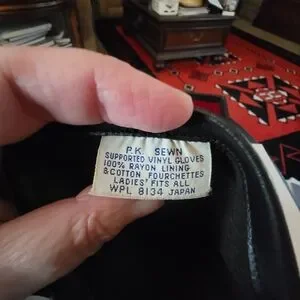 P.K. SEWN
SUPPORTED VINYL GLOVES
100% RAYON LINING
& COTTON FOURCHETTES
LADIES' FITS ALL
WPL 8134 JAPAN